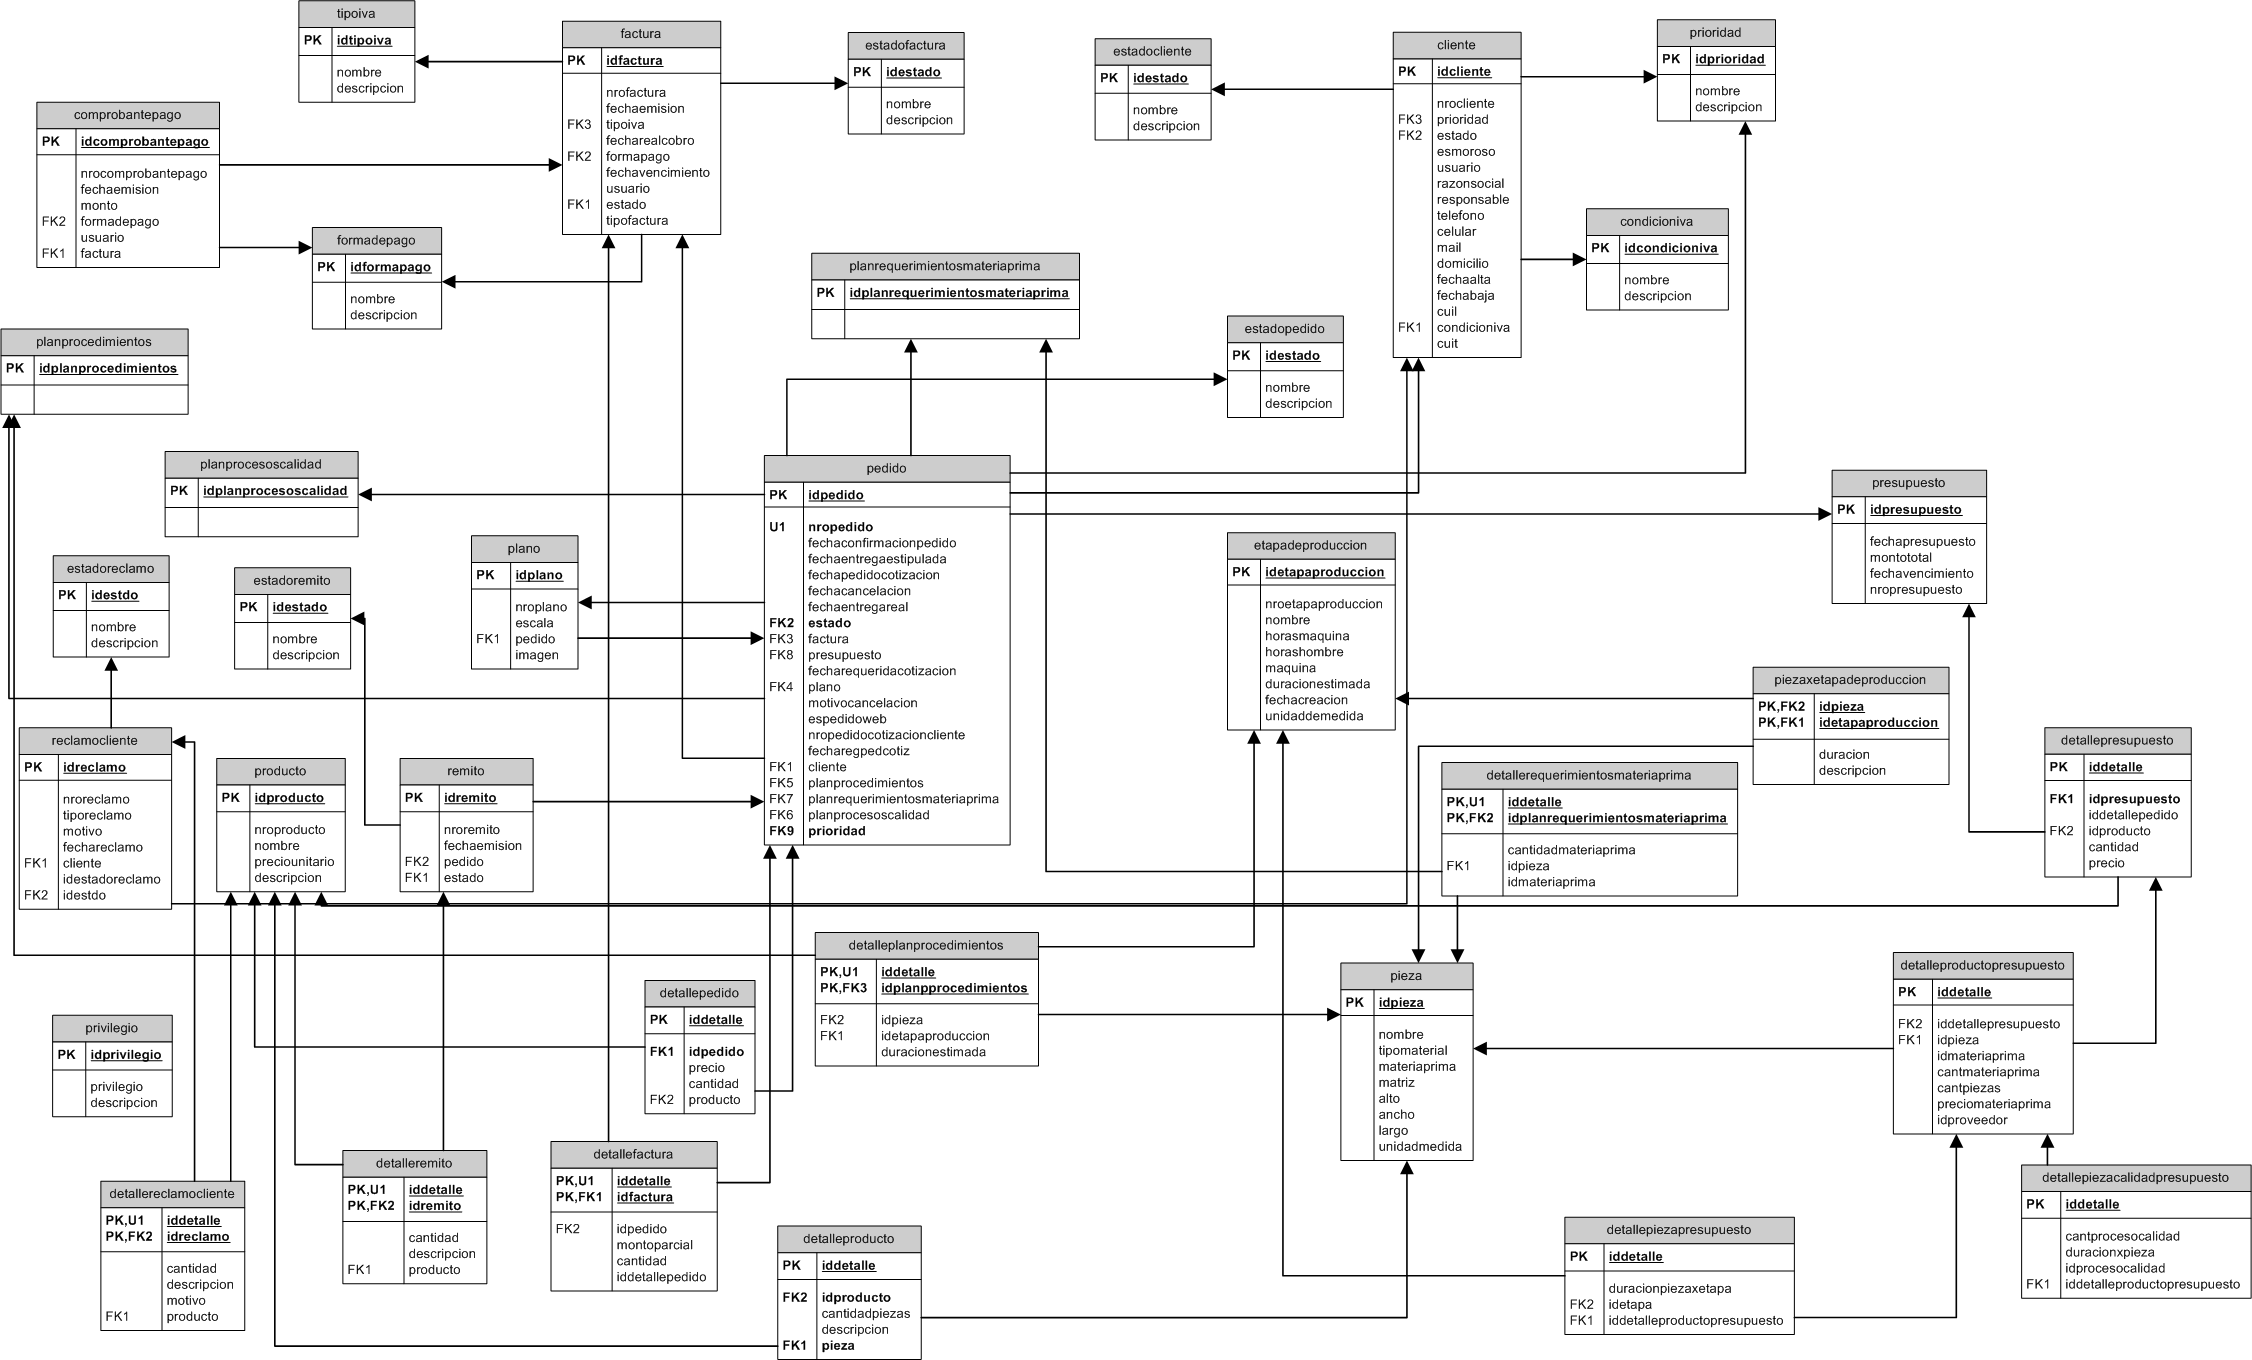 tipoiva
PK idtipoiva
nombre
descripcion
factura
PK idfactura
nrofactura
fechaemision
FK3 tipoiva
fecharealcobro
FK2 formapago
fechavencimiento
usuario
FK1 estado
tipofactura
estadofactura
PK idestado
nombre
descripcion
estadocliente
PK idestado
nombre
descripcion
cliente
PK idcliente
nrocliente
FK3 prioridad
FK2 estado
esmoroso
usuario
razonsocial
responsable
telefono
celular
mail
domicilio
fechaalta
fechabaja
cuil
FK1 condicioniva
cuit
prioridad
PK idprioridad
nombre
descripcion
comprobantepago
PK idcomprobantepago
nrocomprobantepago
fechaemision
monto
FK2 formadepago
usuario
FK1 factura
formadepago
PK idformapago
nombre
descripcion
condicioniva
PK idcondicioniva
nombre
descripcion
planrequerimientosmateriaprima
PK idplanrequerimientosmateriaprima
estadopedido
PK idestado
nombre
descripcion
planprocedimientos
PK idplanprocedimientos
planprocesoscalidad
PK idplanprocesoscalidad
pedido
PK idpedido
U1 nropedido
fechaconfirmacionpedido
fechaentregaestipulada
fechapedidocotizacion
fechacancelacion
fechaentregareal
FK2 estado
FK3 factura
FK8 presupuesto
fecharequeridacotizacion
FK4 plano
motivocancelacion
espedidoweb
nropedidocotizacioncliente
fecharegpedcotiz
FK1 cliente
FK5 planprocedimientos
FK7 planrequerimientosmateriaprima
FK6 planprocesoscalidad
FK9 prioridad
presupuesto
PK idpresupuesto
fechapresupuesto
montototal
fechavencimiento
nropresupuesto
plano
PK idplano
nroplano
escala
FK1 pedido
imagen
etapadeproduccion
PK idetapaproduccion
nroetapaproduccion
nombre
horasmaquina
horashombre
maquina
duracionestimada
fechacreacion
unidaddemedida
estadoreclamo
PK idestdo
nombre
descripcion
estadoremito
PK idestado
nombre
descripcion
piezaxetapadeproduccion
PK,FK2 idpieza
PK,FK1 idetapaproduccion
duracion
descripcion
reclamocliente
PK idreclamo
nroreclamo
tiporeclamo
motivo
fechareclamo
FK1 cliente
idestadoreclamo
FK2 idestdo
producto
PK idproducto
nroproducto
nombre
preciounitario
descripcion
remito
PK idremito
nroremito
fechaemision
FK2 pedido
FK1 estado
detallerequerimientosmateriaprima
PK,U1 iddetalle
PK,FK2 idplanrequerimientosmateriaprima
cantidadmateriaprima
FK1 idpieza
idmateriaprima
detallepresupuesto
PK iddetalle
FK1 idpresupuesto
iddetallepedido
FK2 idproducto
cantidad
precio
detalleplanprocedimientos
PK,U1 iddetalle
PK,FK3 idplanpprocedimientos
FK2 idpieza
FK1 idetapaproduccion
duracionestimada
pieza
PK idpieza
nombre
tipomaterial
materiaprima
matriz
alto
ancho
largo
unidadmedida
detalleproductopresupuesto
PK iddetalle
FK2 iddetallepresupuesto
FK1 idpieza
idmateriaprima
cantmateriaprima
cantpiezas
preciomateriaprima
idproveedor
detallepedido
PK iddetalle
FK1 idpedido
precio
cantidad
FK2 producto
privilegio
PK idprivilegio
privilegio
descripcion
detallereclamocliente
PK,U1 iddetalle
PK,FK2 idreclamo
cantidad
descripcion
motivo
FK1 producto
detalleremito
PK,U1 iddetalle
PK,FK2 idremito
cantidad
descripcion
FK1 producto
detallefactura
PK,U1 iddetalle
PK,FK1 idfactura
FK2 idpedido
montoparcial
cantidad
iddetallepedido
detalleproducto
PK iddetalle
FK2 idproducto
cantidadpiezas
descripcion
FK1 pieza
detallepiezapresupuesto
PK iddetalle
duracionpiezaxetapa
FK2 idetapa
FK1 iddetalleproductopresupuesto
detallepiezacalidadpresupuesto
PK iddetalle
cantprocesocalidad
duracionxpieza
idprocesocalidad
FK1 iddetalleproductopresupuesto